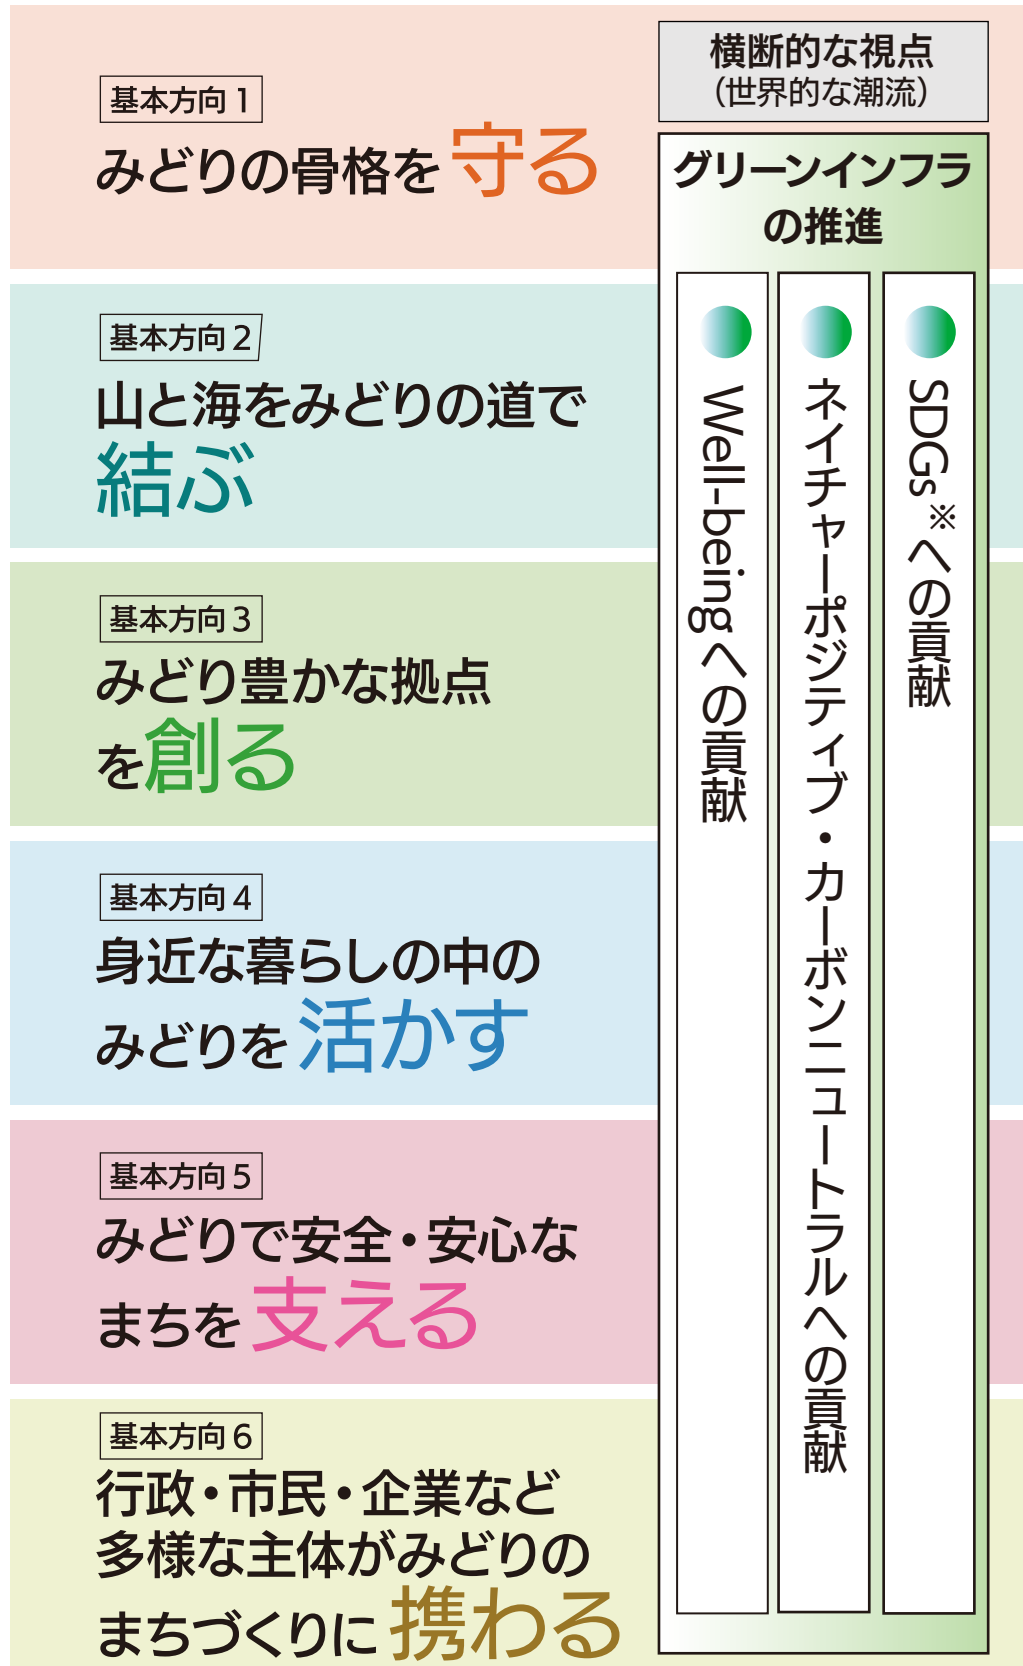 基本方向1
みどりの骨格を守る
基本方向2
山と海をみどりの道で
結ぶ
基本方向3
みどり豊かな拠点
を創る
基本方向4
身近な暮らしの中の
みどりを活かす
基本方向5
みどりで安全・安心な
まちを支える
基本方向6
行政・市民・企業など
多様な主体がみどりの
まちづくりに携わる
横断的な視点
（世界的な潮流）
グリーンインフラ
の推進
SDGs※への貢献
ネイチャーポジティブ・カーボンニュートラルへの貢献
Well-beingへの貢献